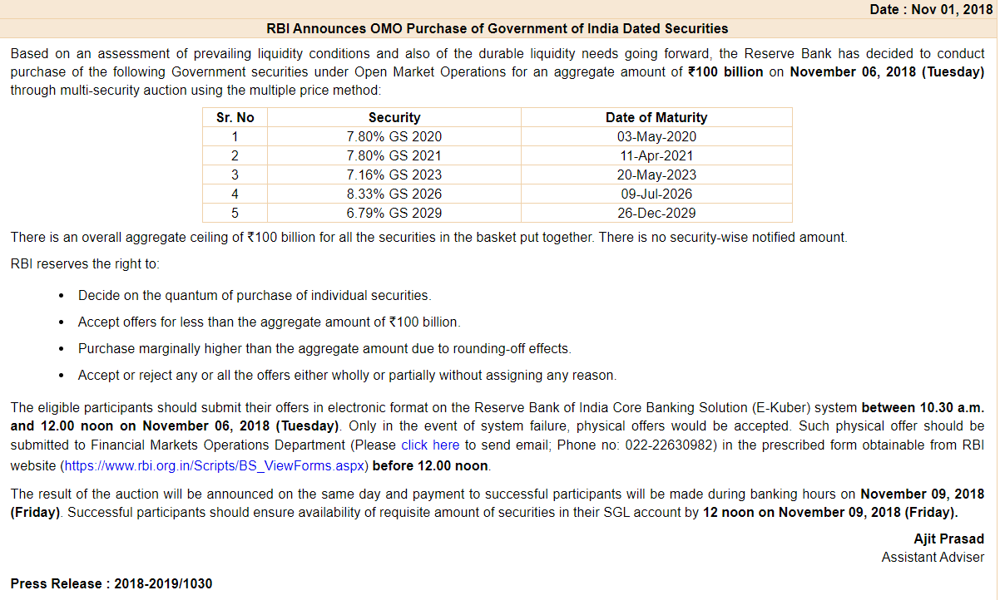 Date : Nov 01, 2018
RBI Announces OMO Purchase of Government of India Dated Securities
Based on an assessment of prevailing liquidity conditions and also of the durable liquidity needs going forward, the Reserve Bank has decided to conduct
purchase of the following Government securities under Open Market Operations for an aggregate amount of ₹100 billion on November 06, 2018 (Tuesday)
through multi-security auction using the multiple price method:
Sr. No Security Date of Maturity
1 7.80% GS 2020 03-May-2020
2 7.80% GS 2021 11-Apr-2021
3 7.16% GS 2023 20-May-2023
4 8.33% GS 2026 09-Jul-2026
5 6.79% GS 2029 26-Dec-2029
There is an overall aggregate ceiling of ₹100 billion for all the securities in the basket put together. There is no security-wise notified amount.
RBI reserves the right to:
• Decide on the quantum of purchase of individual securities.
• Accept offers for less than the aggregate amount of ₹100 billion.
• Purchase marginally higher than the aggregate amount due to rounding-off effects.
• Accept or reject any or all the offers either wholly or partially without assigning any reason.
The eligible participants should submit their offers in electronic format on the Reserve Bank of India Core Banking Solution (E-Kuber) system between 10.30 a.m.
and 12.00 noon on November 06, 2018 (Tuesday). Only in the event of system failure, physical offers would be accepted. Such physical offer should be
submitted to Financial Markets Operations Department (Please click here to send email; Phone no: 022-22630982) in the prescribed form obtainable from RBI
website (https://www.rbi.org.in/Scripts/BS_ViewForms.aspx) before 12.00 noon.
The result of the auction will be announced on the same day and payment to successful participants will be made during banking hours on November 09, 2018
(Friday). Successful participants should ensure availability of requisite amount of securities in their SGL account by 12 noon on November 09, 2018 (Friday).
Ajit Prasad
Assistant Adviser
Press Release : 2018-2019/1030